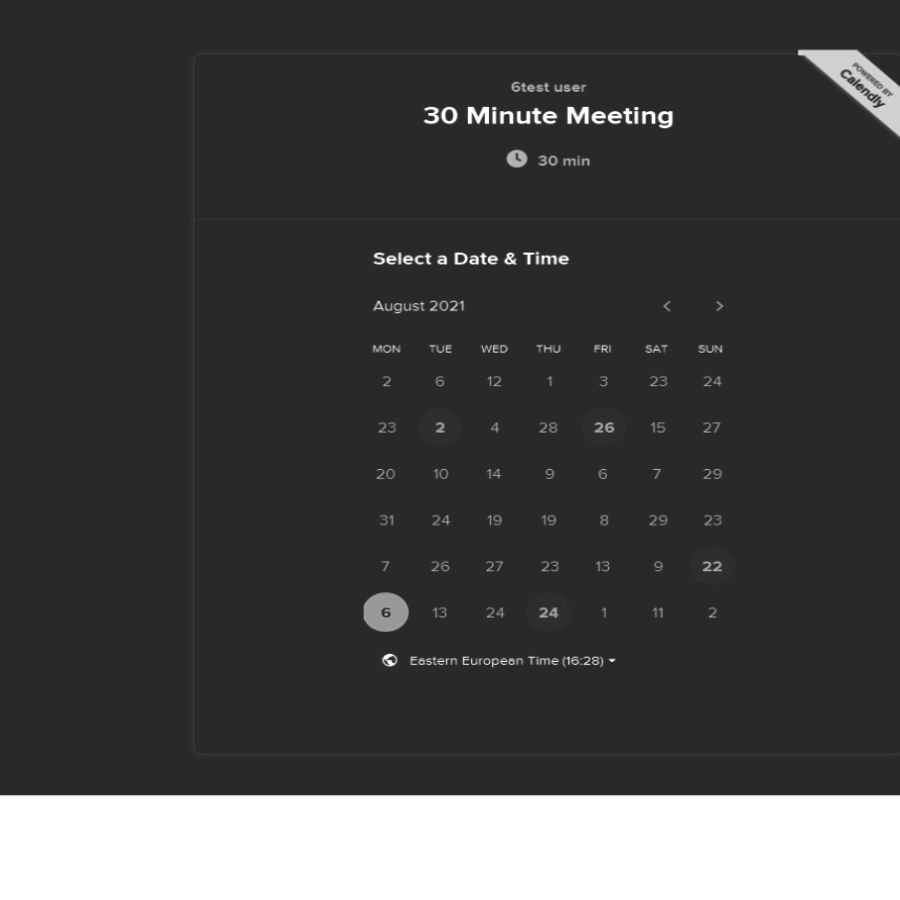 POWERED BY
Calendly
6test user
30 Minute Meeting
30 min
Select a Date & Time
August 2021
MON TUE WED THU FRI SAT SUN
2 6 12 1 3 23 24
23 2 4 28 26 15 27
20 10 14 9 6 7 29
31 24 19 19 8 29 23
7 26 27 23 13 9 22
6 13 24 24 1 11 2
Eastern European Time (16:28)